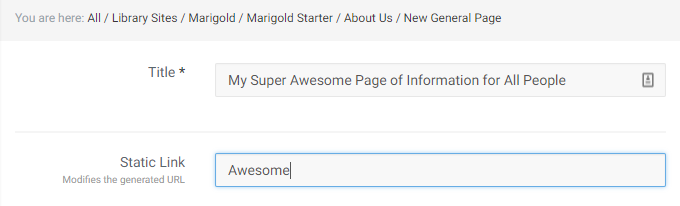 You are here: All / Library Sites / Marigold / Marigold Starter / About Us / New General Page
Title *
My Super Awesome Page of Information for All People
Static Link
Modifies the generated URL
Awesome